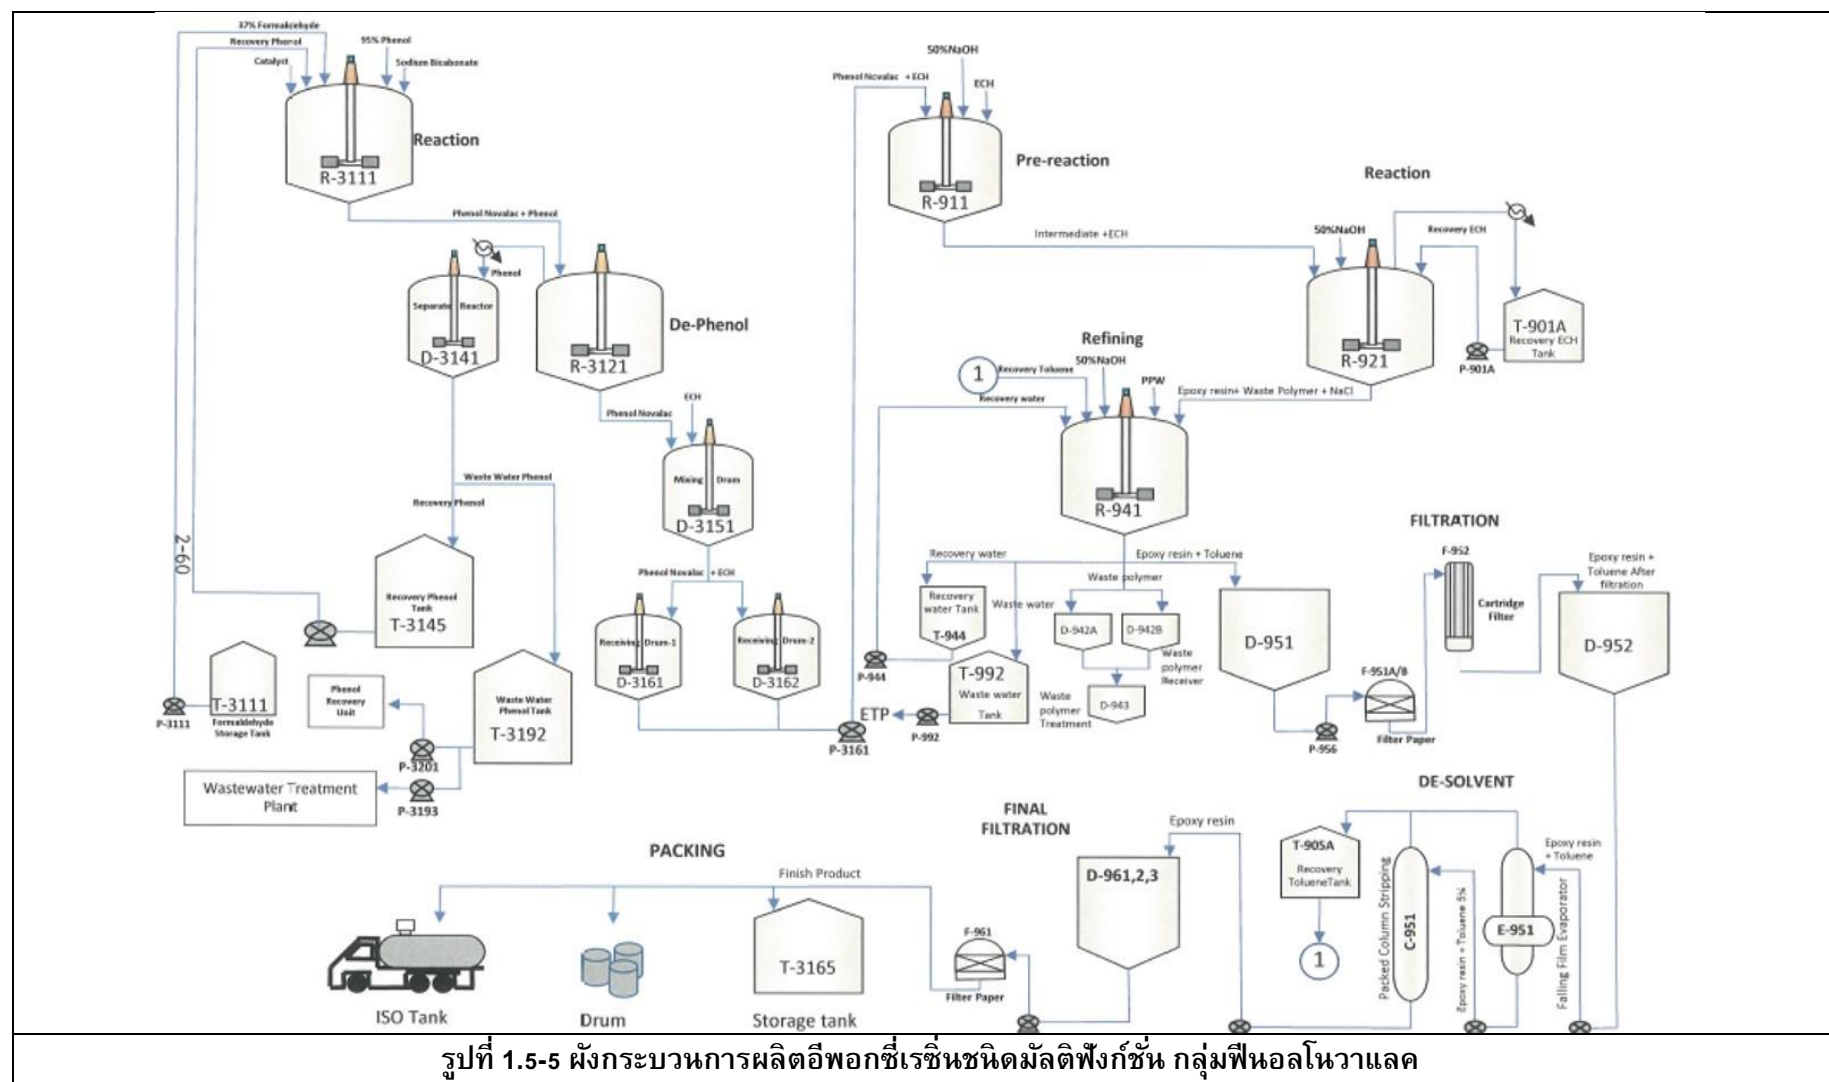 37% Formalcehyde
Recovery Phenol
95% Phenol
Catalyst
Sodium Bicabonate
Reaction
R-3111
Phenol Novalac + Phenol
Phenol
Separate Reactor
D-3141
De-Phenol
R-3121
Phenol Novalac
ECH
Mixing Drum
D-3151
Waste Water Phenol
Recovery Phenol
2-60
Recovery Phenol
Tank
T-3145
Phenol Novalac + ECH
Receiving Drum-1
D-3161
Receiving Drum-2
D-3162
P-3161
T-3111
Formaldehyde
Storage Tank
P-3111
Phenol
Recovery
Unit
Waste Water
Phenol Tank
T-3192
P-3201
Wastewater Treatment
Plant
P-3193
50%NaOH
Phenol Ncvalac + ECH
ECH
Pre-reaction
R-911
Intermediate +ECH
Reaction
50%NaOH
Recovery ECH
R-921
T-901A
Recovery ECH
Tank
P-901A
Refining
50%NaOH
1
Recovery Toluene
PPW
Recovery water
Epoxy resin+ Waste Polymer + NaCl
R-941
Recovery water
Epoxy resin + Toluene
Waste polymer
Recovery
water Tank
T-944
P-944
Waste water
T-992
Waste water
Tank
ETP
P-992
D-942A
D-942B
Waste
polymer
Receiver
Waste
polymer
Treatment
D-943
D-951
P-956
F-951A/B
Filter Paper
FILTRATION
F-952
Cartridge
Filter
Epoxy resin +
Toluene After
filtration
D-952
DE-SOLVENT
T-905A
Recovery
TolueneTank
1
Packed Column Stripping
C-951
Epoxy resin + Toluene 5%
E-951
Epoxy resin
+ Toluene
Falling Film Evaporator
Epoxy resin
FINAL
FILTRATION
D-961,2,3
F-961
Filter Paper
PACKING
Finish Product
ISO Tank
Drum
T-3165
Storage tank
รูปที่ 1.5-5 ผังกระบวนการผลิตอีพอกซี่เรซิ่นชนิดมัลติฟังก์ชั่น กลุ่มฟีนอลโนวาแลค